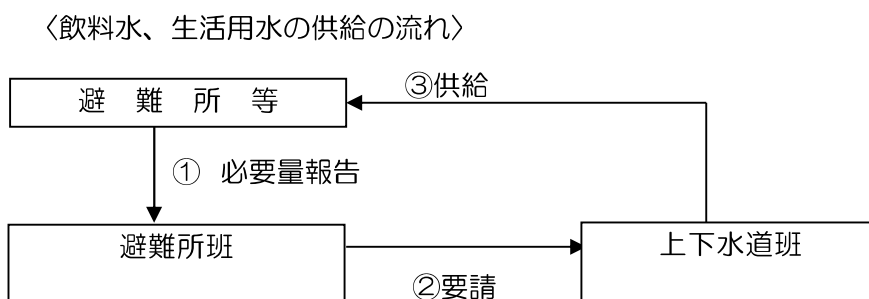 〈飲料水、生活用水の供給の流れ〉
③供給
避 難 所 等
① 必要量報告
避難所班
上下水道班
②要請